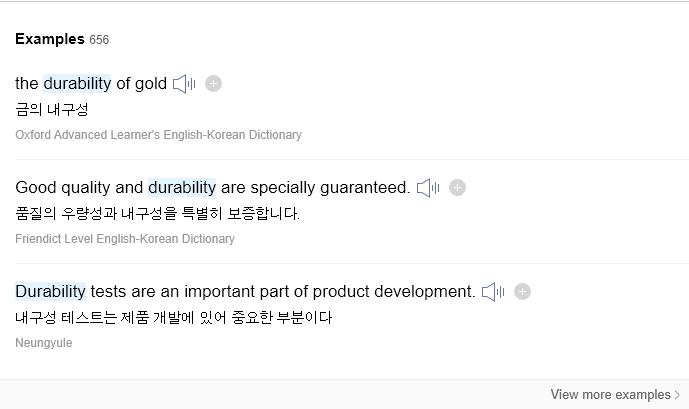 Examples 656
the durability of gold
금의 내구성
Oxford Advanced Learner's English-Korean Dictionary
Good quality and durability are specially guaranteed.
품질의 우량성과 내구성을 특별히 보증합니다.
Friendict Level English-Korean Dictionary
Durability tests are an important part of product development.
내구성 테스트는 제품 개발에 있어 중요한 부분이다
Neungyule
View more examples